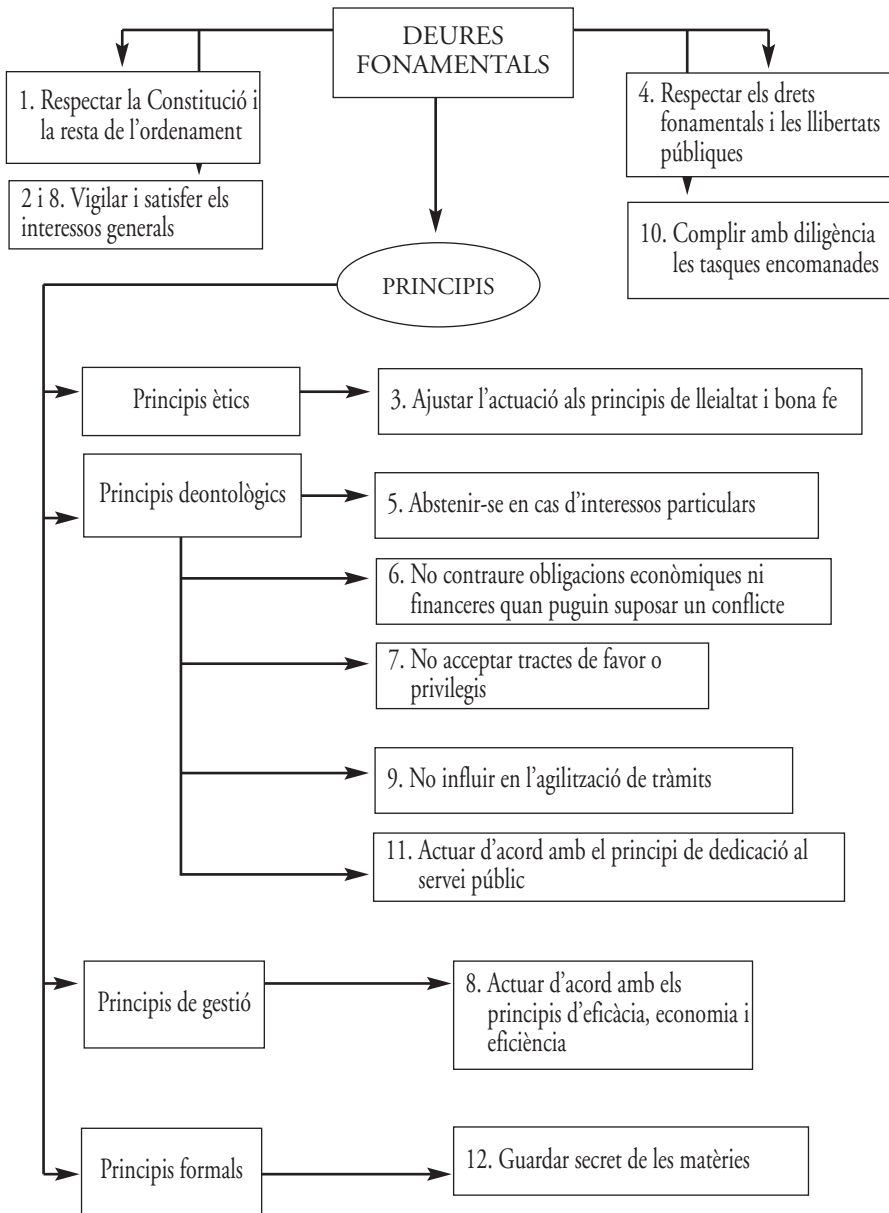 DEURES
FONAMENTALS
1. Respectar la Constitució i
la resta de l’ordenament
4. Respectar els drets
fonamentals i les llibertats
públiques
2 i 8. Vigilar i satisfer els
interessos generals
10. Complir amb diligència
les tasques encomanades
PRINCIPIS
Principis ètics
3. Ajustar l’actuació als principis de lleialtat i bona fe
Principis deontològics
5. Abstenir-se en cas d’interessos particulars
6. No contraure obligacions econòmiques ni
financeres quan puguin suposar un conflicte
7. No acceptar tractes de favor o
privilegis
9. No influir en l’agilització de tràmits
11. Actuar d’acord amb el principi de dedicació al
servei públic
Principis de gestió
8. Actuar d’acord amb els
principis d’eficàcia, economia i
eficiència
Principis formals
12. Guardar secret de les matèries